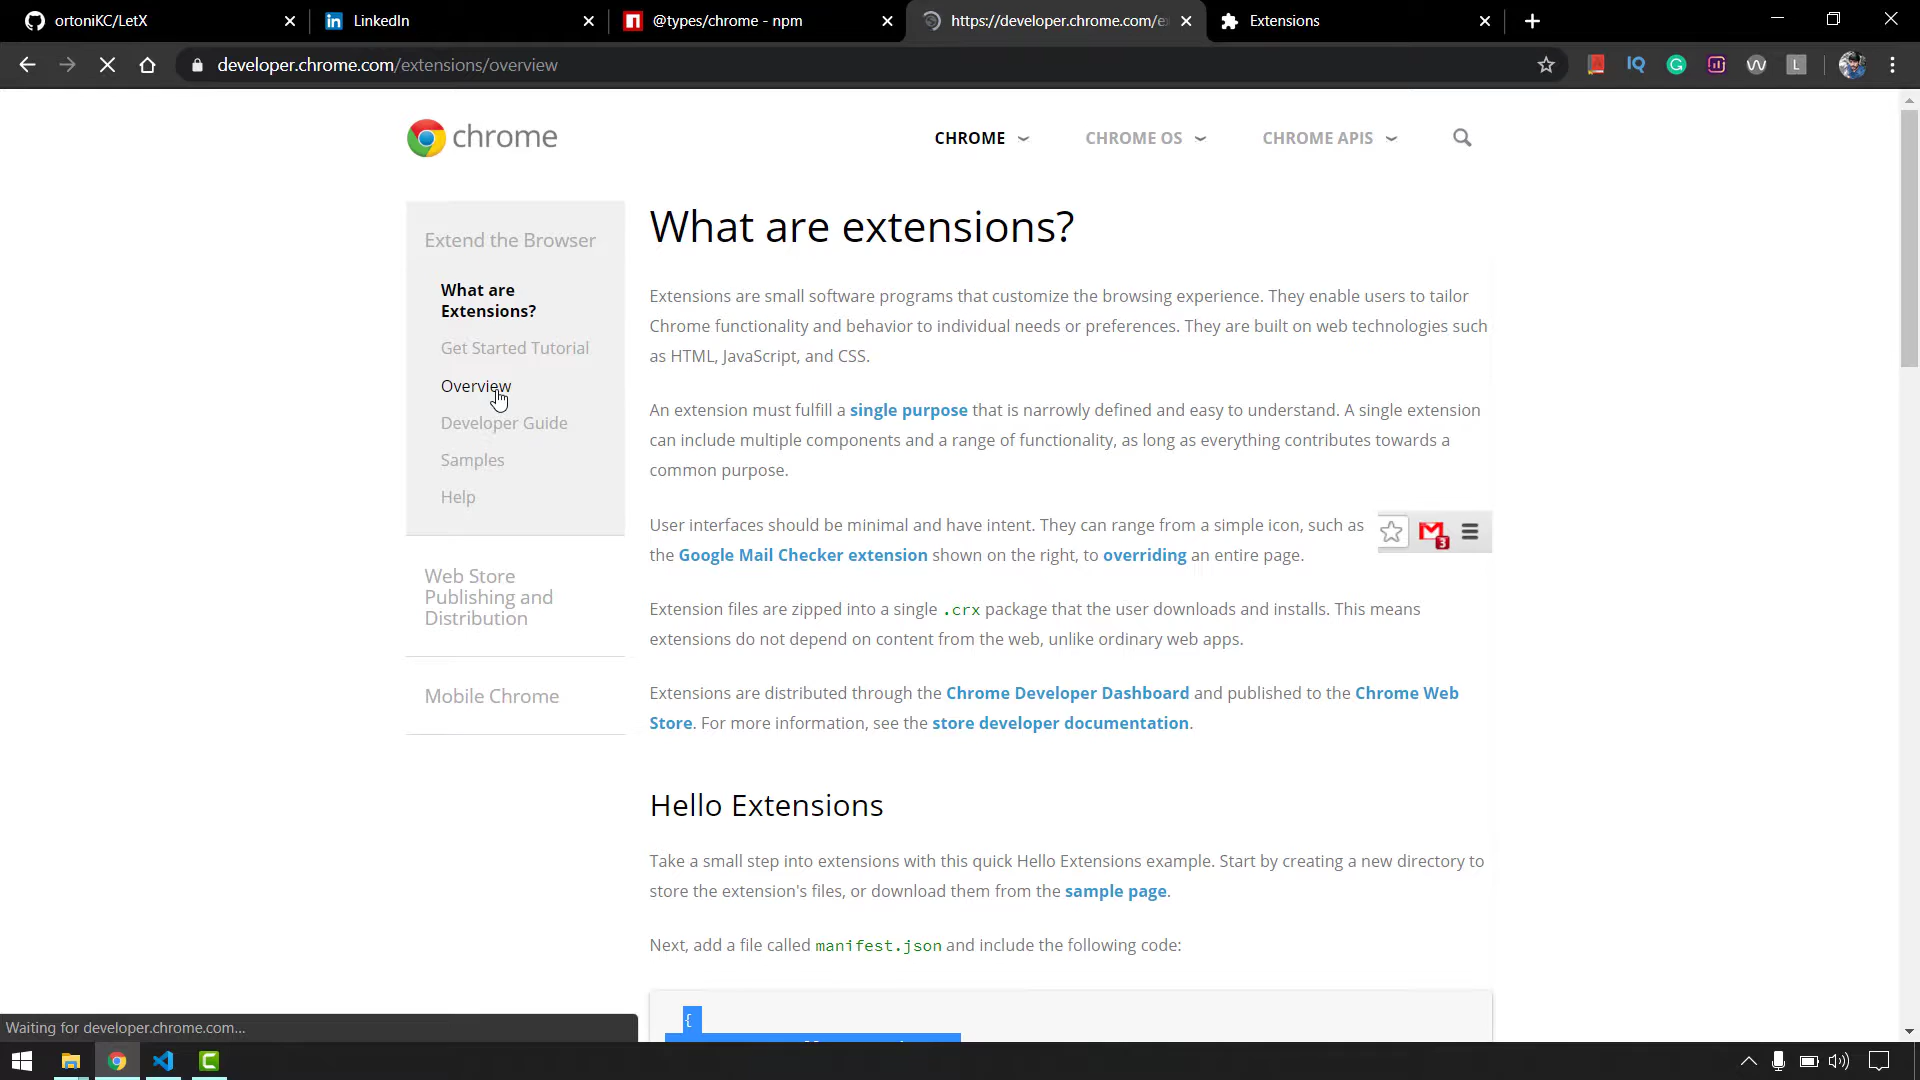 ortoniKC/LetX
LinkedIn
@types/chrome - npm
https://developer.chrome.com/e
Extensions
developer.chrome.com/extensions/overview
chrome
CHROME
CHROME OS
CHROME APIS
Extend the Browser
What are
Extensions?
Get Started Tutorial
Overview
Developer Guide
Samples
Help
Web Store
Publishing and
Distribution
Mobile Chrome
What are extensions?
Extensions are small software programs that customize the browsing experience. They enable users to tailor
Chrome functionality and behavior to individual needs or preferences. They are built on web technologies such
as HTML, JavaScript, and CSS.
An extension must fulfill a single purpose that is narrowly defined and easy to understand. A single extension
can include multiple components and a range of functionality, as long as everything contributes towards a
common purpose.
User interfaces should be minimal and have intent. They can range from a simple icon, such as
the Google Mail Checker extension shown on the right, to overriding an entire page.
3
Extension files are zipped into a single .crx package that the user downloads and installs. This means
extensions do not depend on content from the web, unlike ordinary web apps.
Extensions are distributed through the Chrome Developer Dashboard and published to the Chrome Web
Store. For more information, see the store developer documentation.
Hello Extensions
Take a small step into extensions with this quick Hello Extensions example. Start by creating a new directory to
store the extension's files, or download them from the sample page.
Next, add a file called manifest.json and include the following code:
{
Waiting for developer.chrome.com...